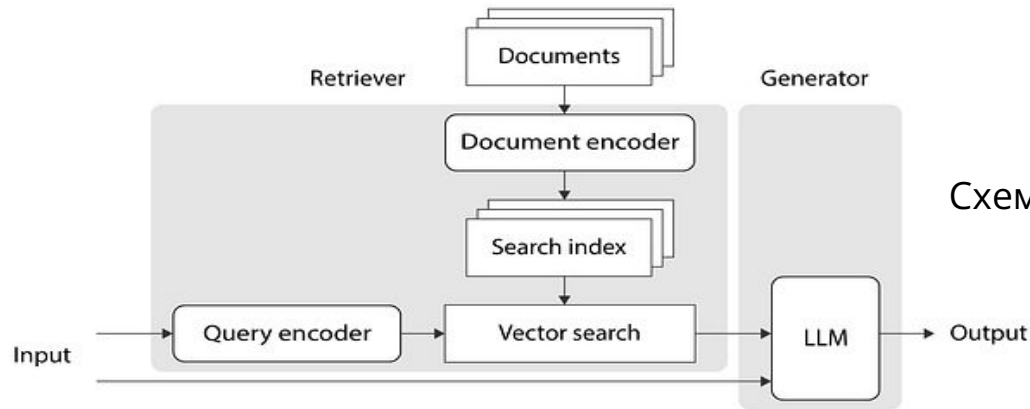 Documents
Retriever
Generator
Document encoder
Search index
Query encoder
Vector search
LLM
Output
Input